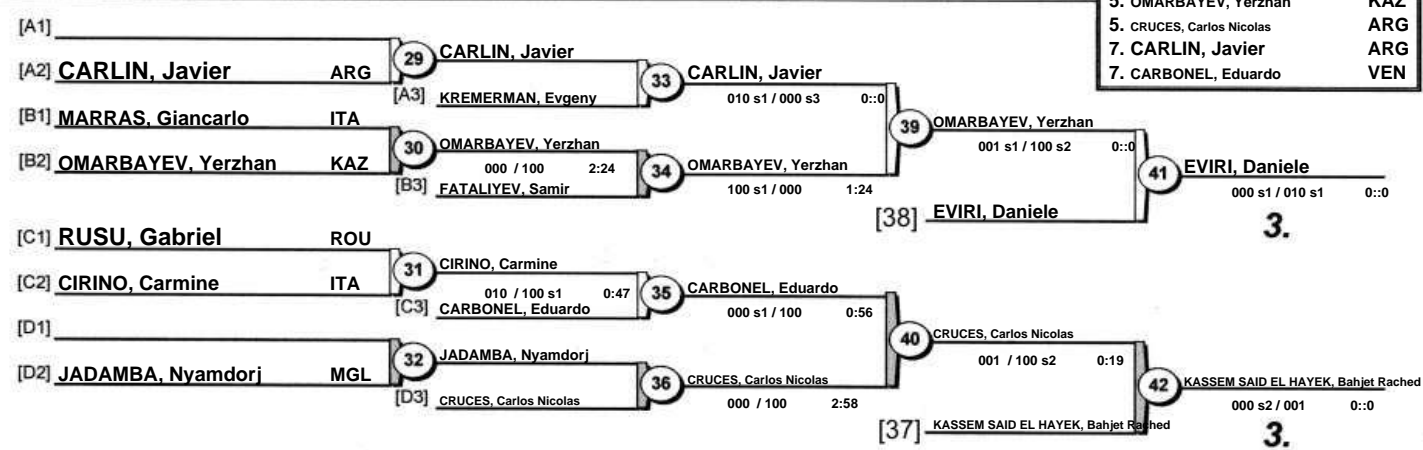 5. OMARBAYEV, Yerzhan KAZ
5. CRUCES, Carlos Nicolas ARG
7. CARLIN, Javier ARG
7. CARBONEL, Eduardo VEN
[A1]
[A2] CARLIN, Javier ARG
29
CARLIN, Javier
[A3] KREMERMAN, Evgeny
33
CARLIN, Javier
010 s1 / 000 s3 0::0
[B1] MARRAS, Giancarlo ITA
[B2] OMARBAYEV, Yerzhan KAZ
30
OMARBAYEV, Yerzhan
000 / 100 2:24
[B3] FATALIYEV, Samir
34
OMARBAYEV, Yerzhan
100 s1 / 000 1:24
39
OMARBAYEV, Yerzhan
001 s1 / 100 s2 0::0
[38] EVIRI, Daniele
41
EVIRI, Daniele
000 s1 / 010 s1 0::0
3.
[C1] RUSU, Gabriel ROU
[C2] CIRINO, Carmine ITA
31
CIRINO, Carmine
010 / 100 s1 0:47
[C3] CARBONEL, Eduardo
35
CARBONEL, Eduardo
000 s1 / 100 0:56
[D1]
[D2] JADAMBA, Nyamdorj MGL
32
JADAMBA, Nyamdorj
[D3] CRUCES, Carlos Nicolas
36
CRUCES, Carlos Nicolas
000 / 100 2:58
40
CRUCES, Carlos Nicolas
001 / 100 s2 0:19
[37] KASSEM SAID EL HAYEK, Bahjet Rached
42
KASSEM SAID EL HAYEK, Bahjet Rached
000 s2 / 001 0::0
3.